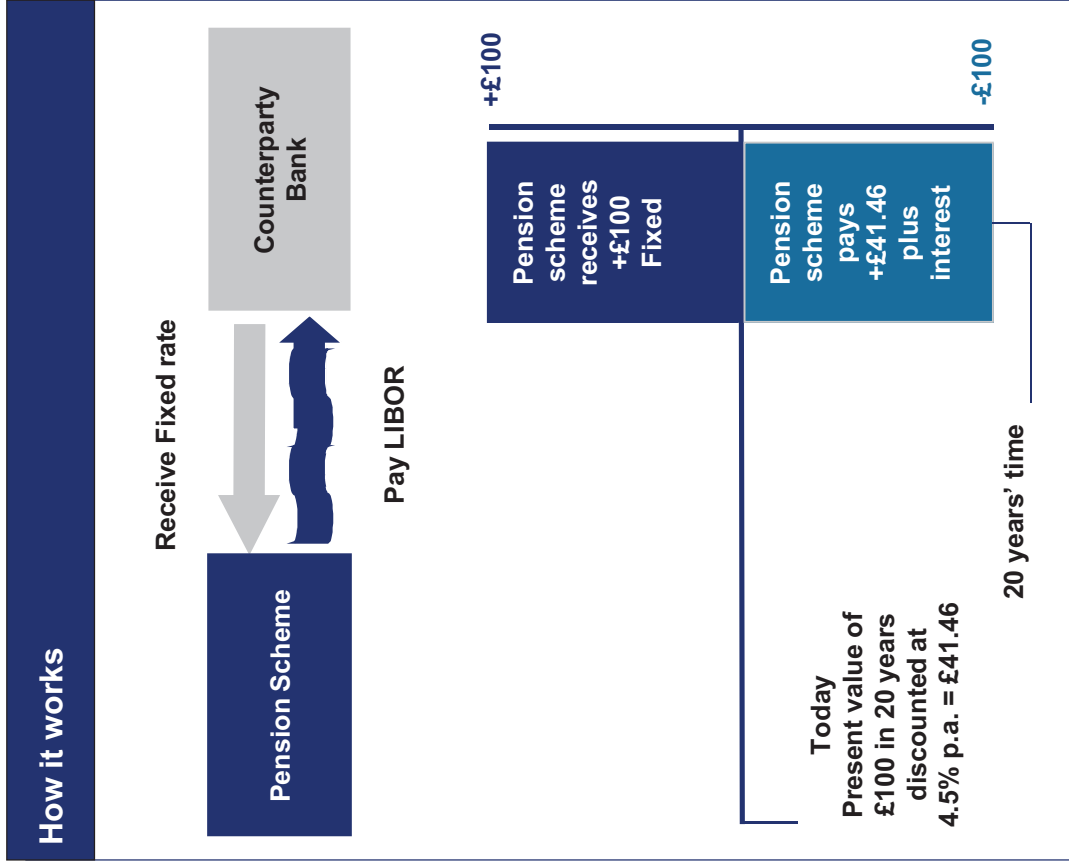 How it works
Pension Scheme
Receive Fixed rate
Pay LIBOR
Counterparty
Bank
Today
Present value of
£100 in 20 years
discounted at
4.5% p.a. = £41.46
20 years’ time
Pension
scheme
receives
+£100
Fixed
Pension
scheme
pays
+£41.46
plus
interest
+£100
-£100